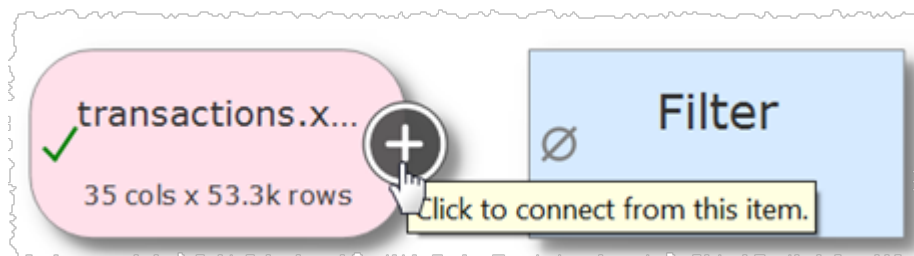 transactions.x...
35 cols x 53.3k rows
Filter
Click to connect from this item.